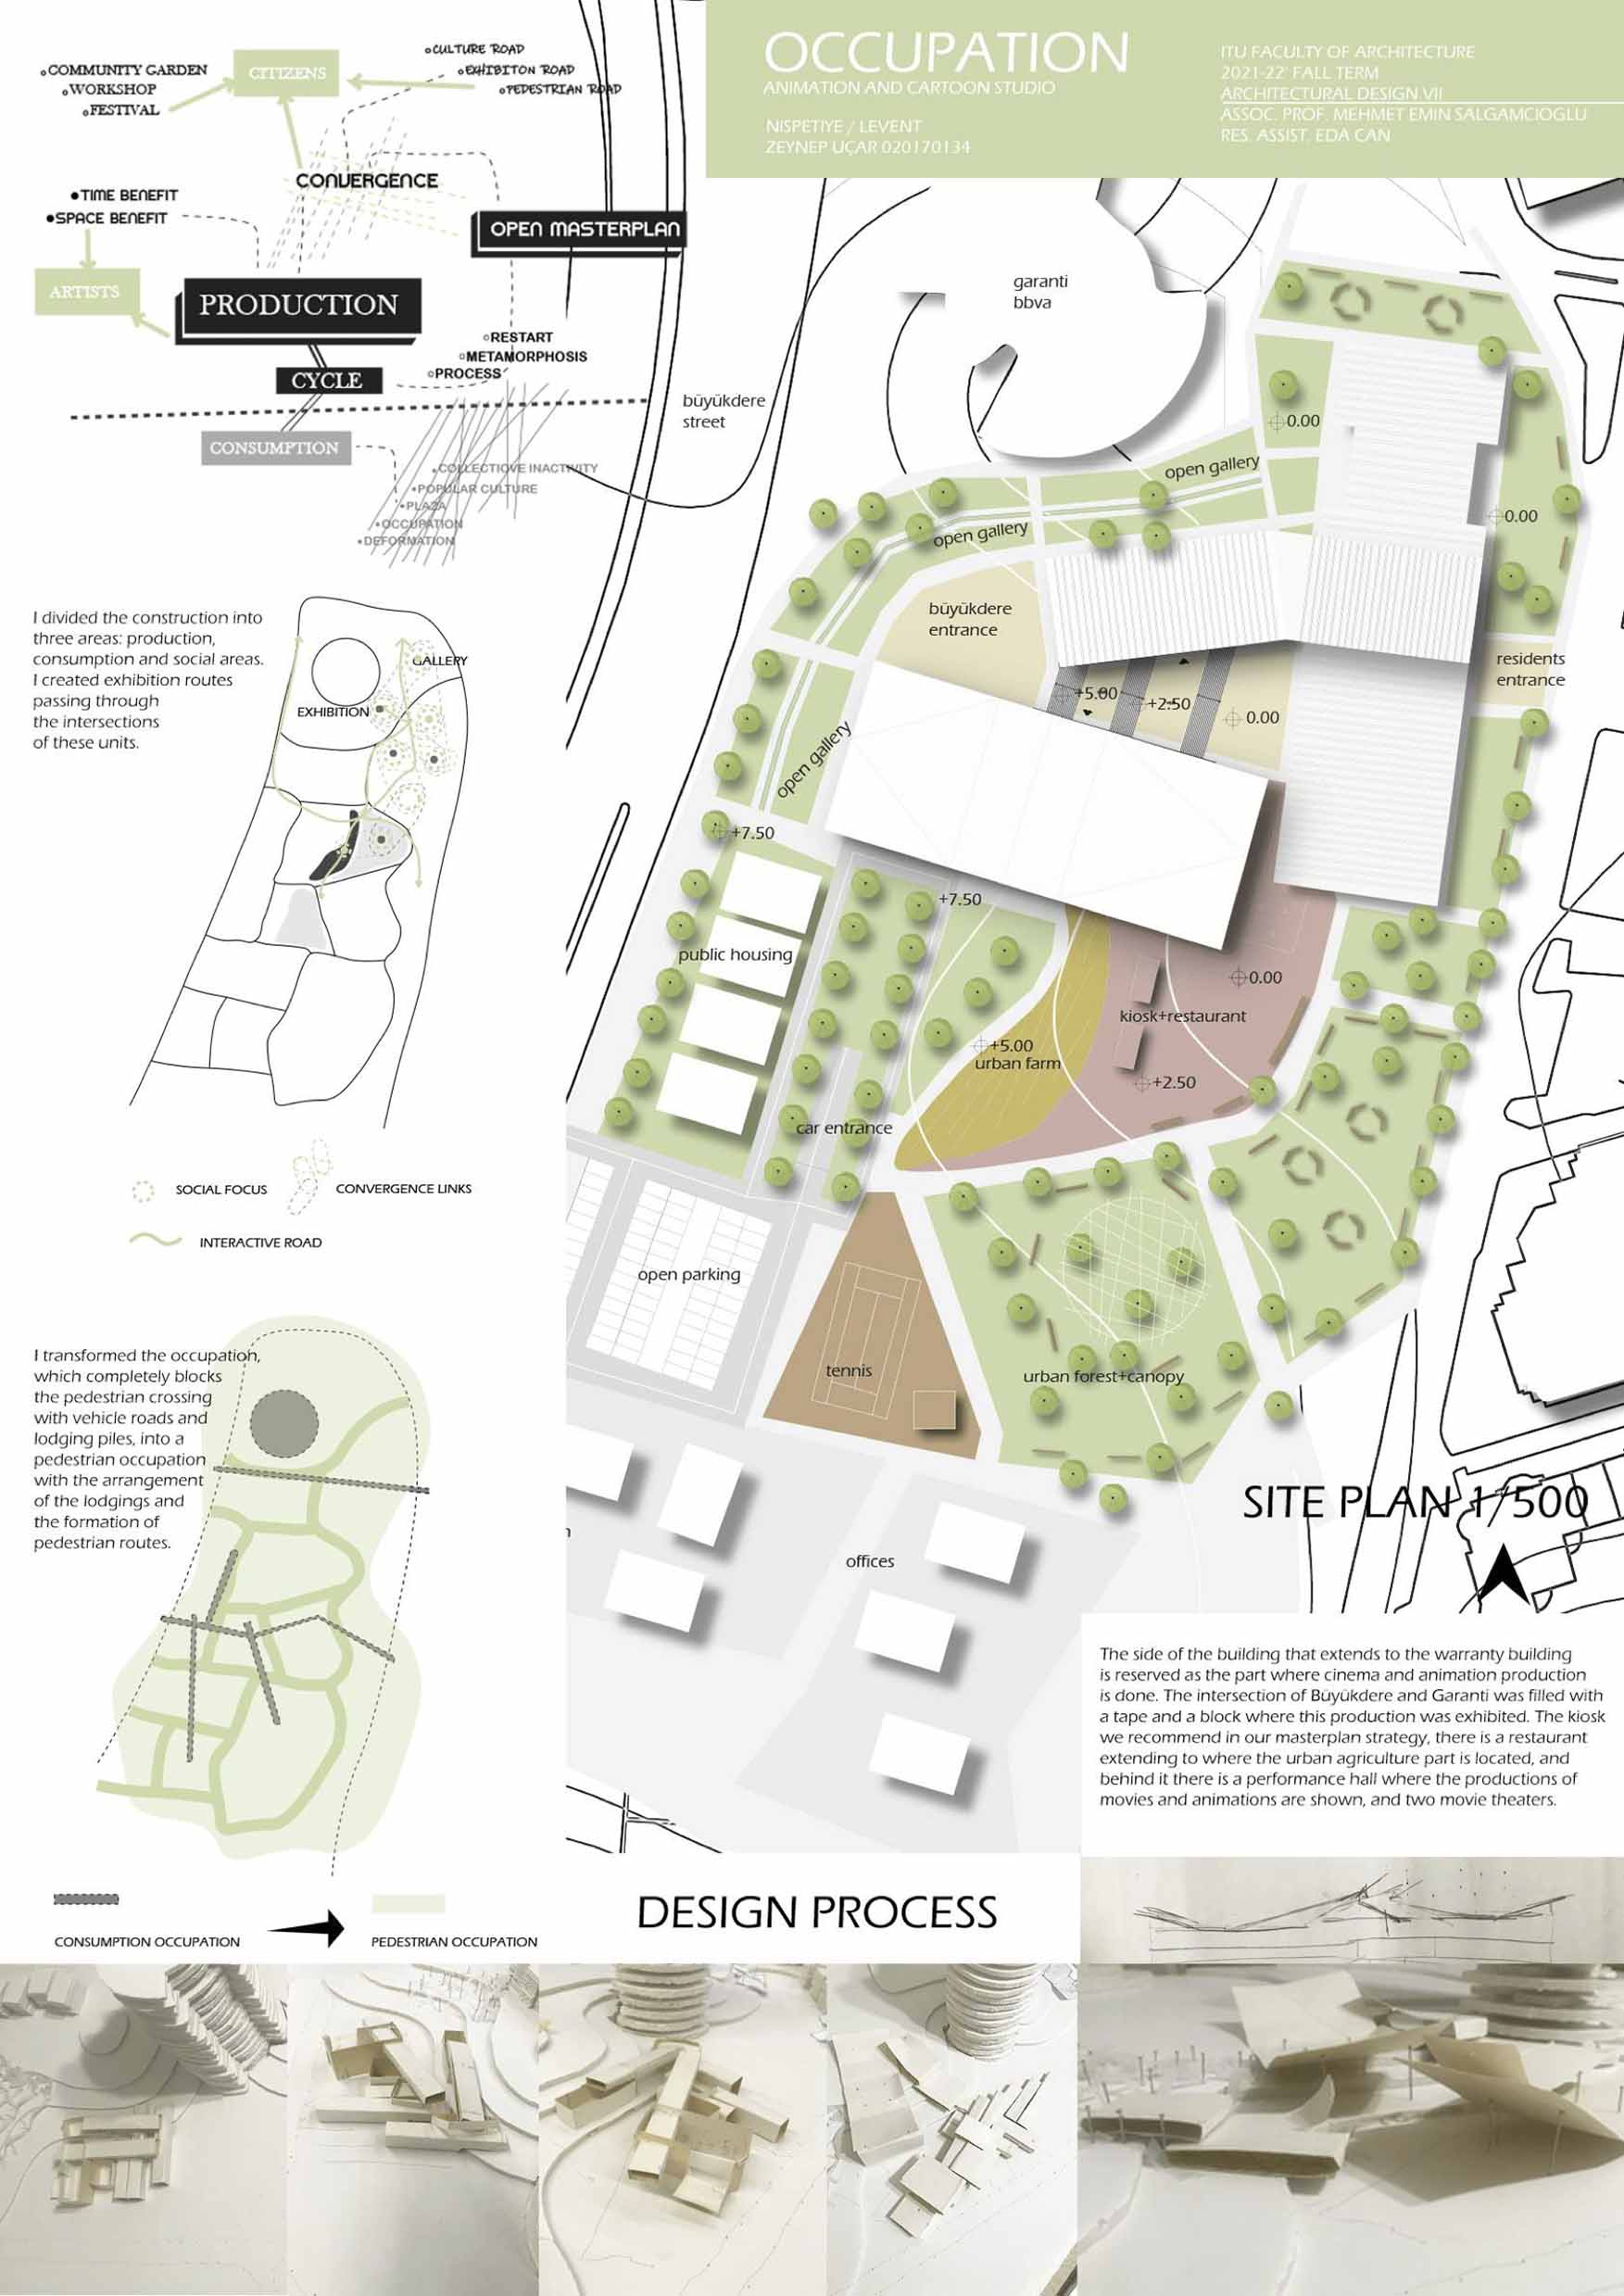 OCCUPATION
ANIMATION AND CARTOON STUDIO
NISPETIYE / LEVENT
ZEYNEP UÇAR 020170134
ITU FACULTY OF ARCHITECTURE
2021-22' FALL TERM
ARCHITECTURAL DESIGN VII
ASSOC. PROF. MEHMET EMIN SALGAMCIOGLU
RES. ASSIST. EDA CAN
COMMUNITY GARDEN
WORKSHOP
FESTIVAL
CITIZENS
CULTURE ROAD
EXHIBITON ROAD
PEDESTRIAN ROAD
CONVERGENCE
TIME BENEFIT
SPACE BENEFIT
OPEN MASTERPLAN
ARTISTS
PRODUCTION
RESTART
METAMORPHOSIS
PROCESS
CYCLE
CONSUMPTION
COLLECTIOVE INACTIVITY
POPULAR CULTURE
PLAZA
OCCUPATION
DEFORMATION
I divided the construction into
three areas: production,
consumption and social areas.
I created exhibition routes
passing through
the intersections
of these units.
GALLERY
EXHIBITION
SOCIAL FOCUS
CONVERGENCE LINKS
INTERACTIVE ROAD
I transformed the occupation,
which completely blocks
the pedestrian crossing
with vehicle roads and
lodging piles, into a
pedestrian occupation
with the arrangement
of the lodgings and
the formation of
pedestrian routes.
CONSUMPTION OCCUPATION
PEDESTRIAN OCCUPATION
garanti
bbva
büyükdere
street
0.00
open gallery
open gallery
0.00
büyükdere
entrance
residents
entrance
+5.00
+2.50
0.00
open gallery
+7.50
+7.50
public housing
0.00
kiosk+restaurant
+5.00
urban farm
+2.50
car entrance
open parking
tennis
urban forest+canopy
SITE PLAN 1/500
offices
The side of the building that extends to the warranty building
is reserved as the part where cinema and animation production
is done. The intersection of Büyükdere and Garanti was filled with
a tape and a block where this production was exhibited. The kiosk
we recommend in our masterplan strategy, there is a restaurant
extending to where the urban agriculture part is located, and
behind it there is a performance hall where the productions of
movies and animations are shown, and two movie theaters.
DESIGN PROCESS